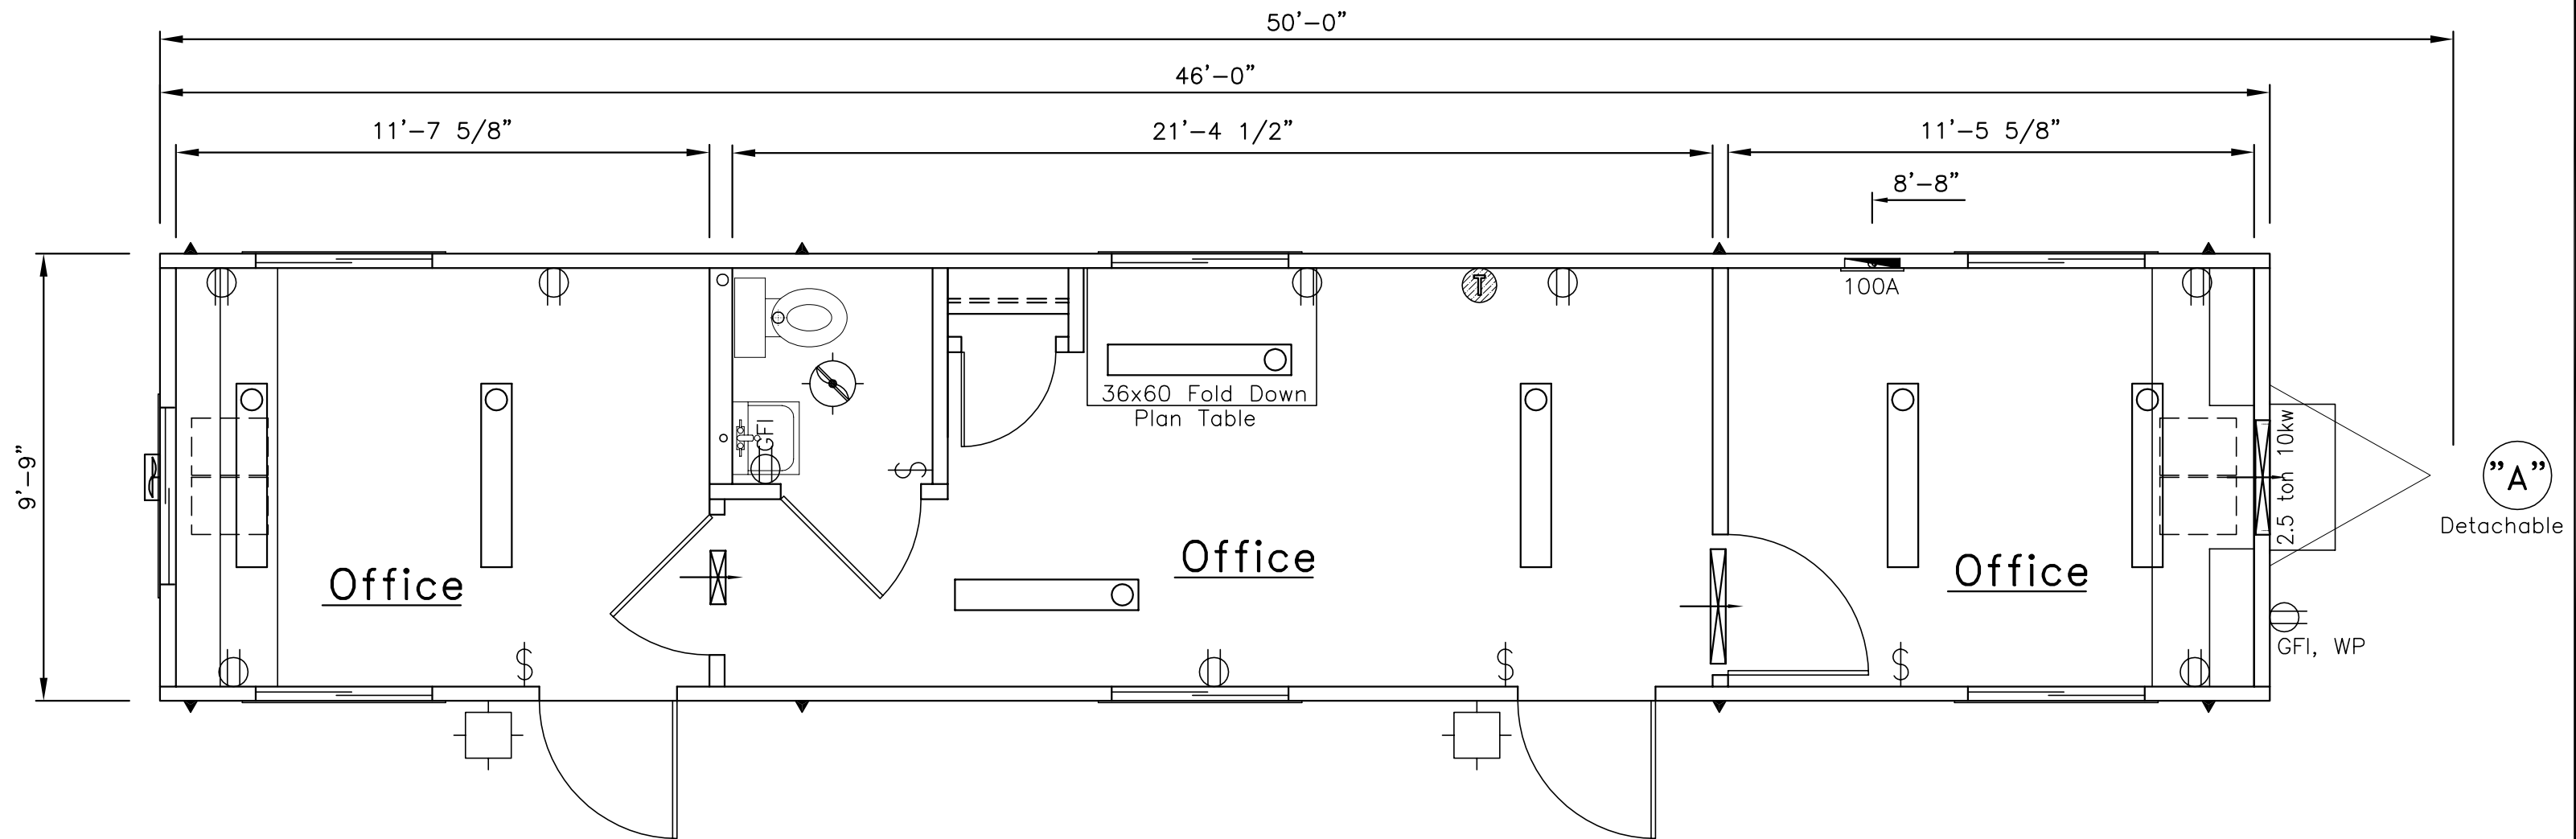 50'-0"
46'-0"
11'-7 5/8"
21'-4 1/2"
11'-5 5/8"
8'-8"
9'-9"
T
100A
36x60 Fold Down
Plan Table
GFI
$
2.5 ton 10kw
"A"
Detachable
Office
Office
Office
$
$
$
GFI, WP